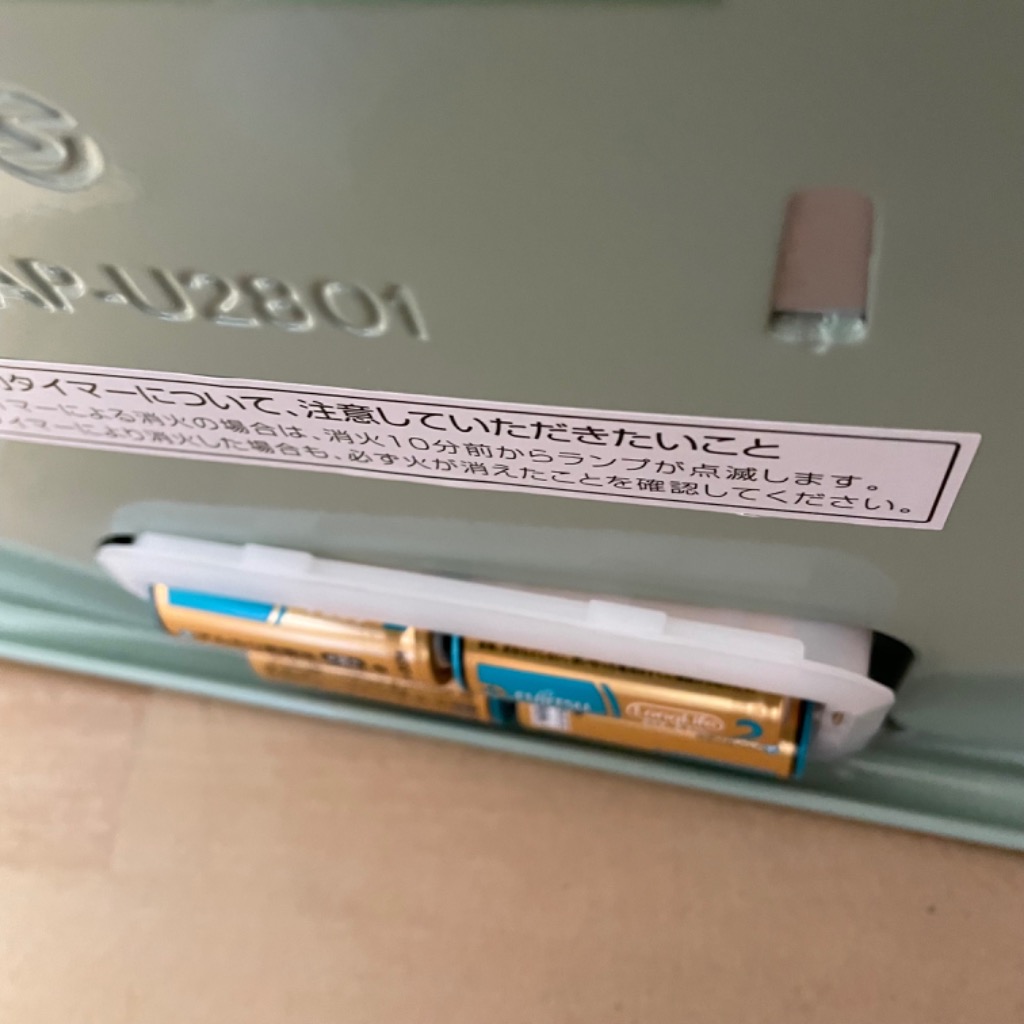 AP-U2801
タイマーについて、注意していただきたいこと
マーによる消火の場合は、消火10分前からランプが点滅します。
イマーにより消火した場合も、必ず火が消えたことを確認してください。
FUJITSU
LongLife
2